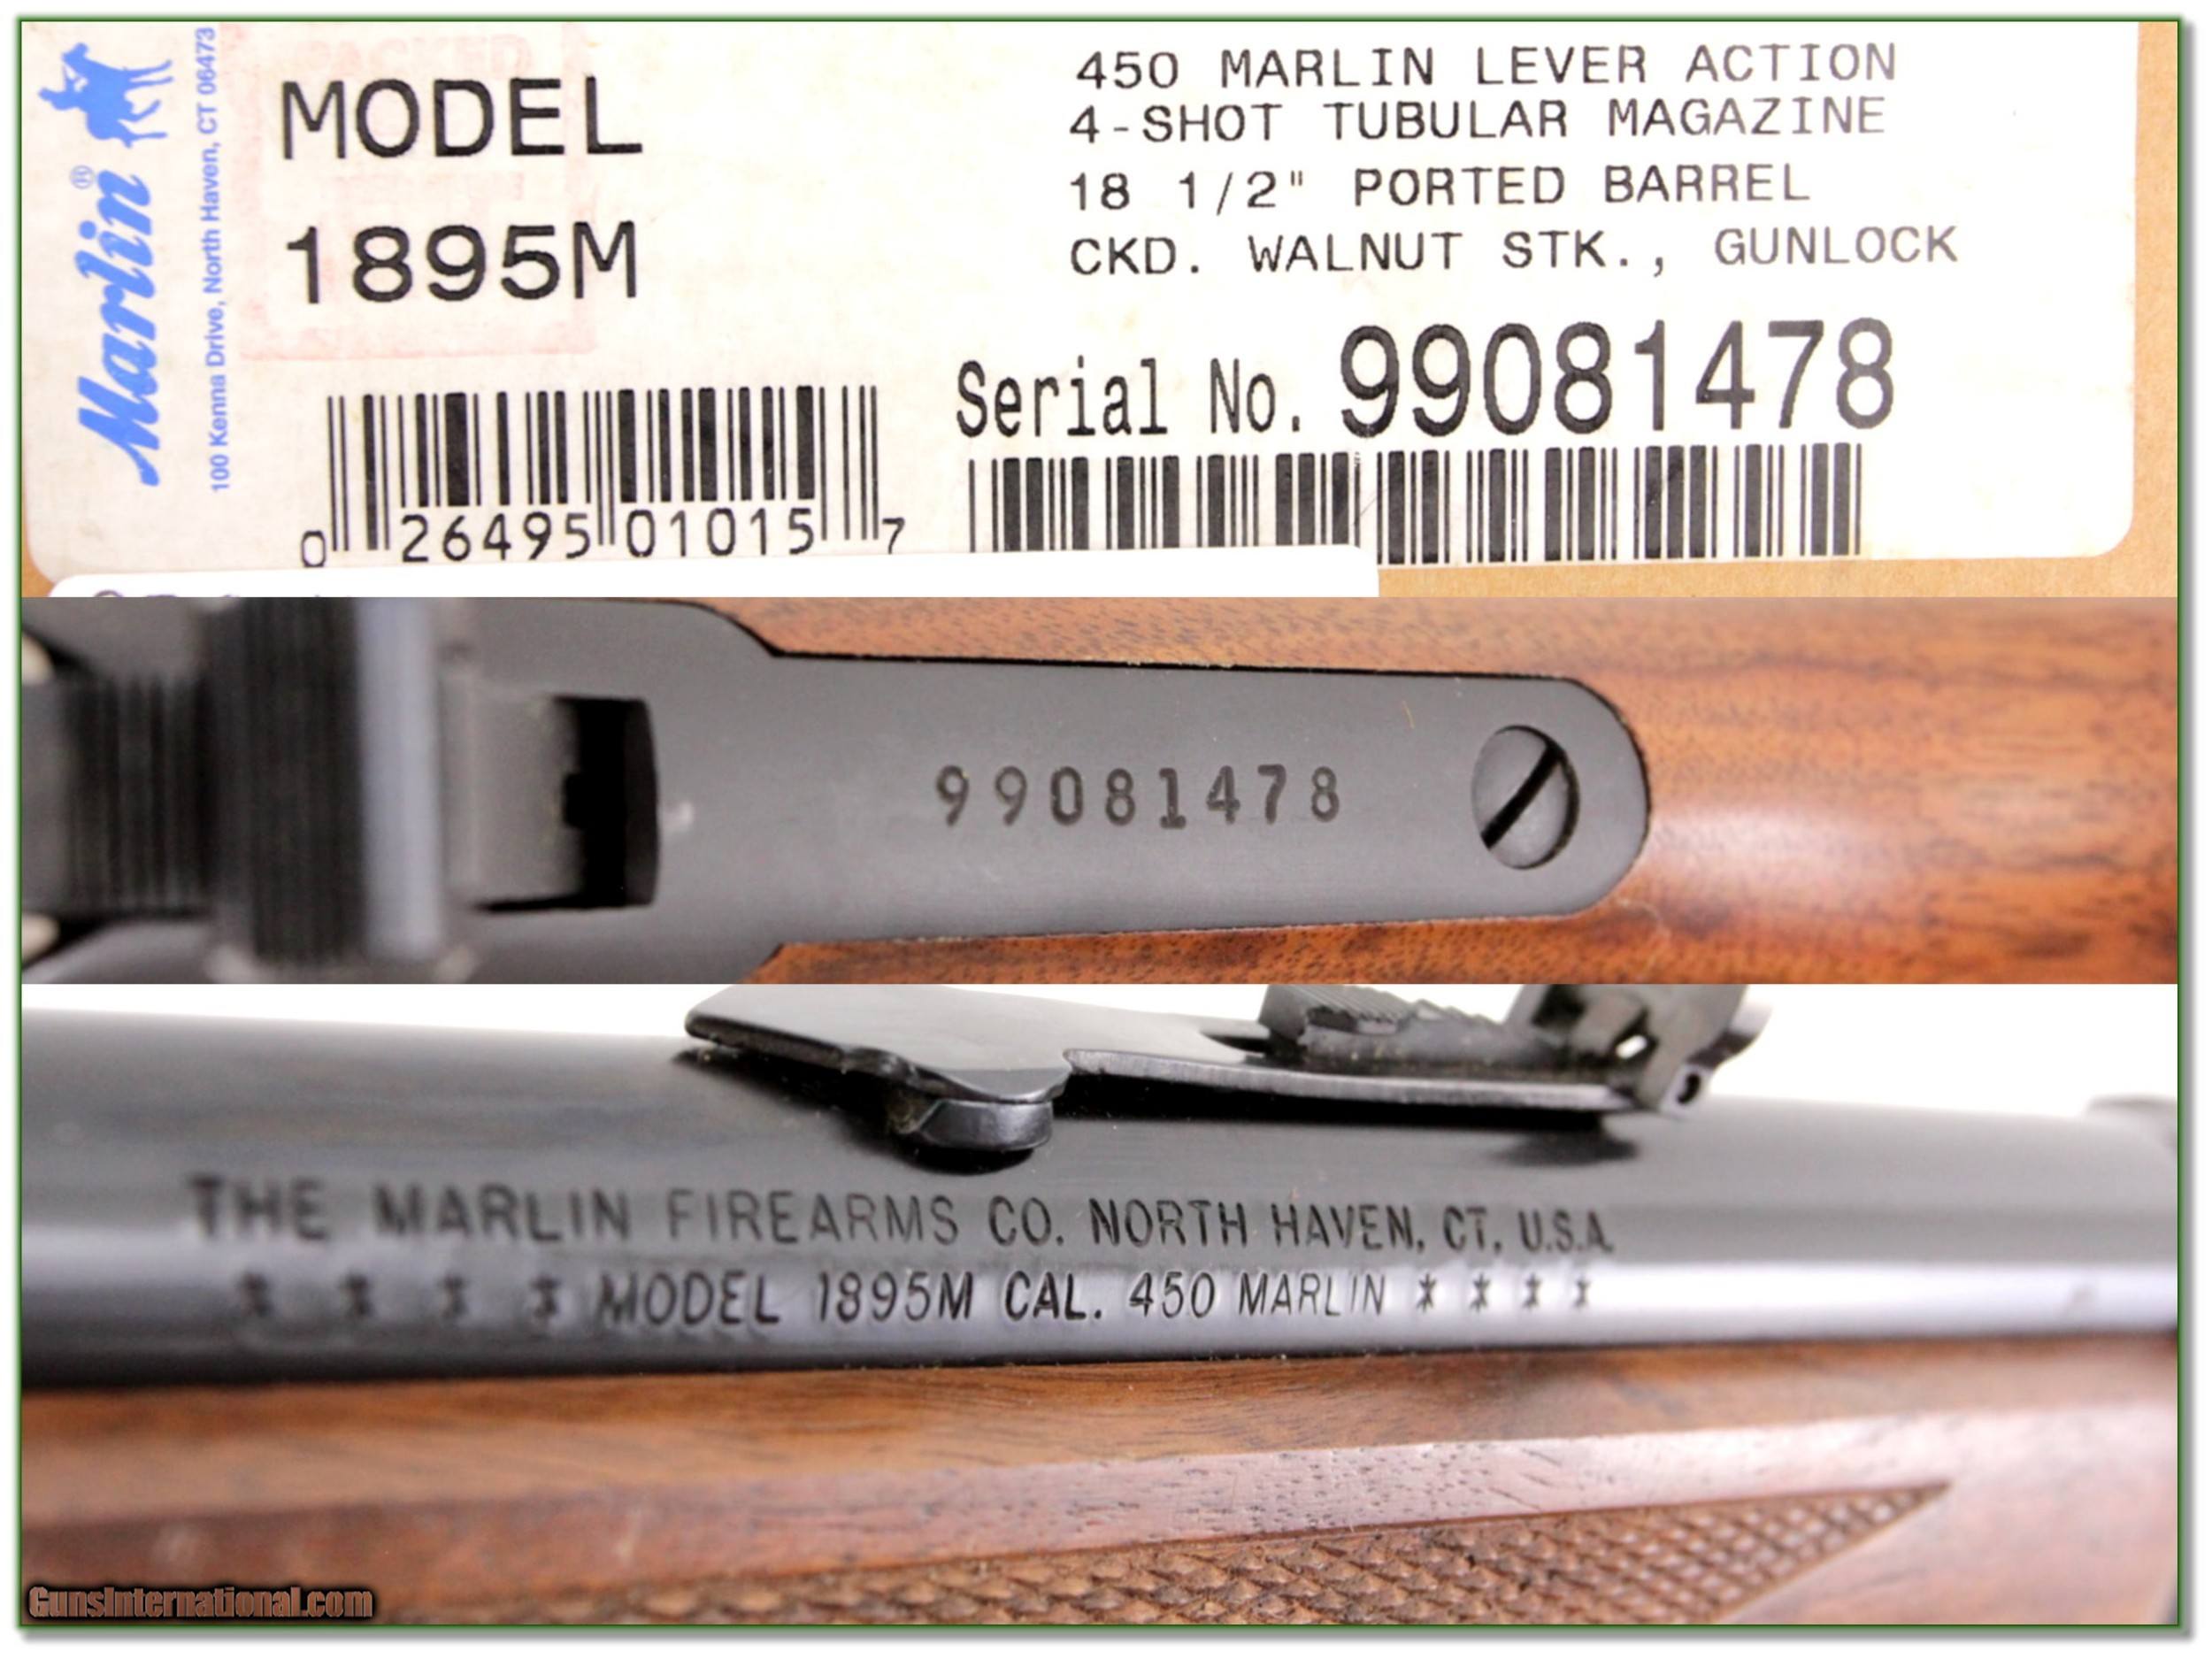 Marlin®
100 Kenna Drive, North Haven, CT 06473
MODEL
1895M
450 MARLIN LEVER ACTION
4-SHOT TUBULAR MAGAZINE
18 1/2" PORTED BARREL
CKD. WALNUT STK., GUNLOCK
Serial No. 99081478
0 26495 01015 7
99081478
THE MARLIN FIREARMS CO. NORTH HAVEN, CT. U.S.A.
* * * * MODEL 1895M CAL. 450 MARLIN * * * *
GunsInternational.com